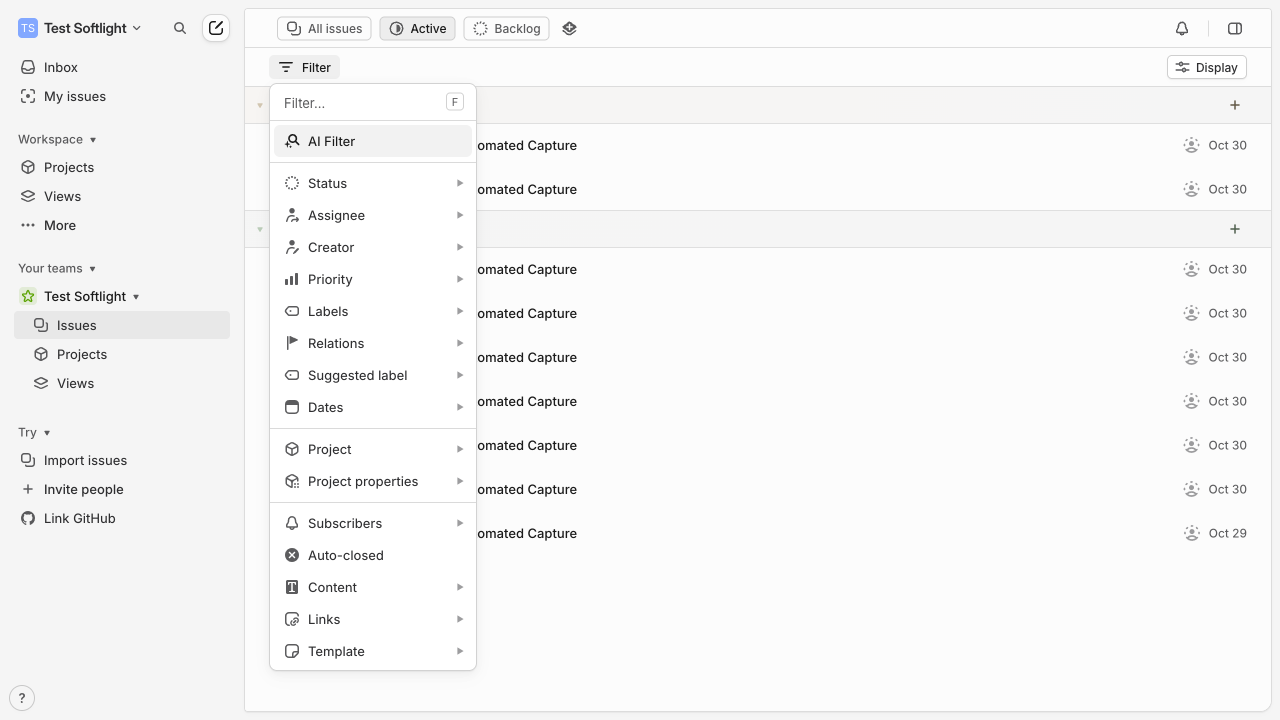 TS Test Softlight
All issues
Active
Backlog
Inbox
My issues
Filter
Display
Filter...
F
AI Filter
Workspace
Projects
Views
More
Your teams
Test Softlight
Issues
Projects
Views
Try
Import issues
Invite people
Link GitHub
?
Status
Assignee
Creator
Priority
Labels
Relations
Suggested label
Dates
Project
Project properties
Subscribers
Auto-closed
Content
Links
Template
omated Capture Oct 30
omated Capture Oct 30
omated Capture Oct 30
omated Capture Oct 30
omated Capture Oct 30
omated Capture Oct 30
omated Capture Oct 30
omated Capture Oct 30
omated Capture Oct 29